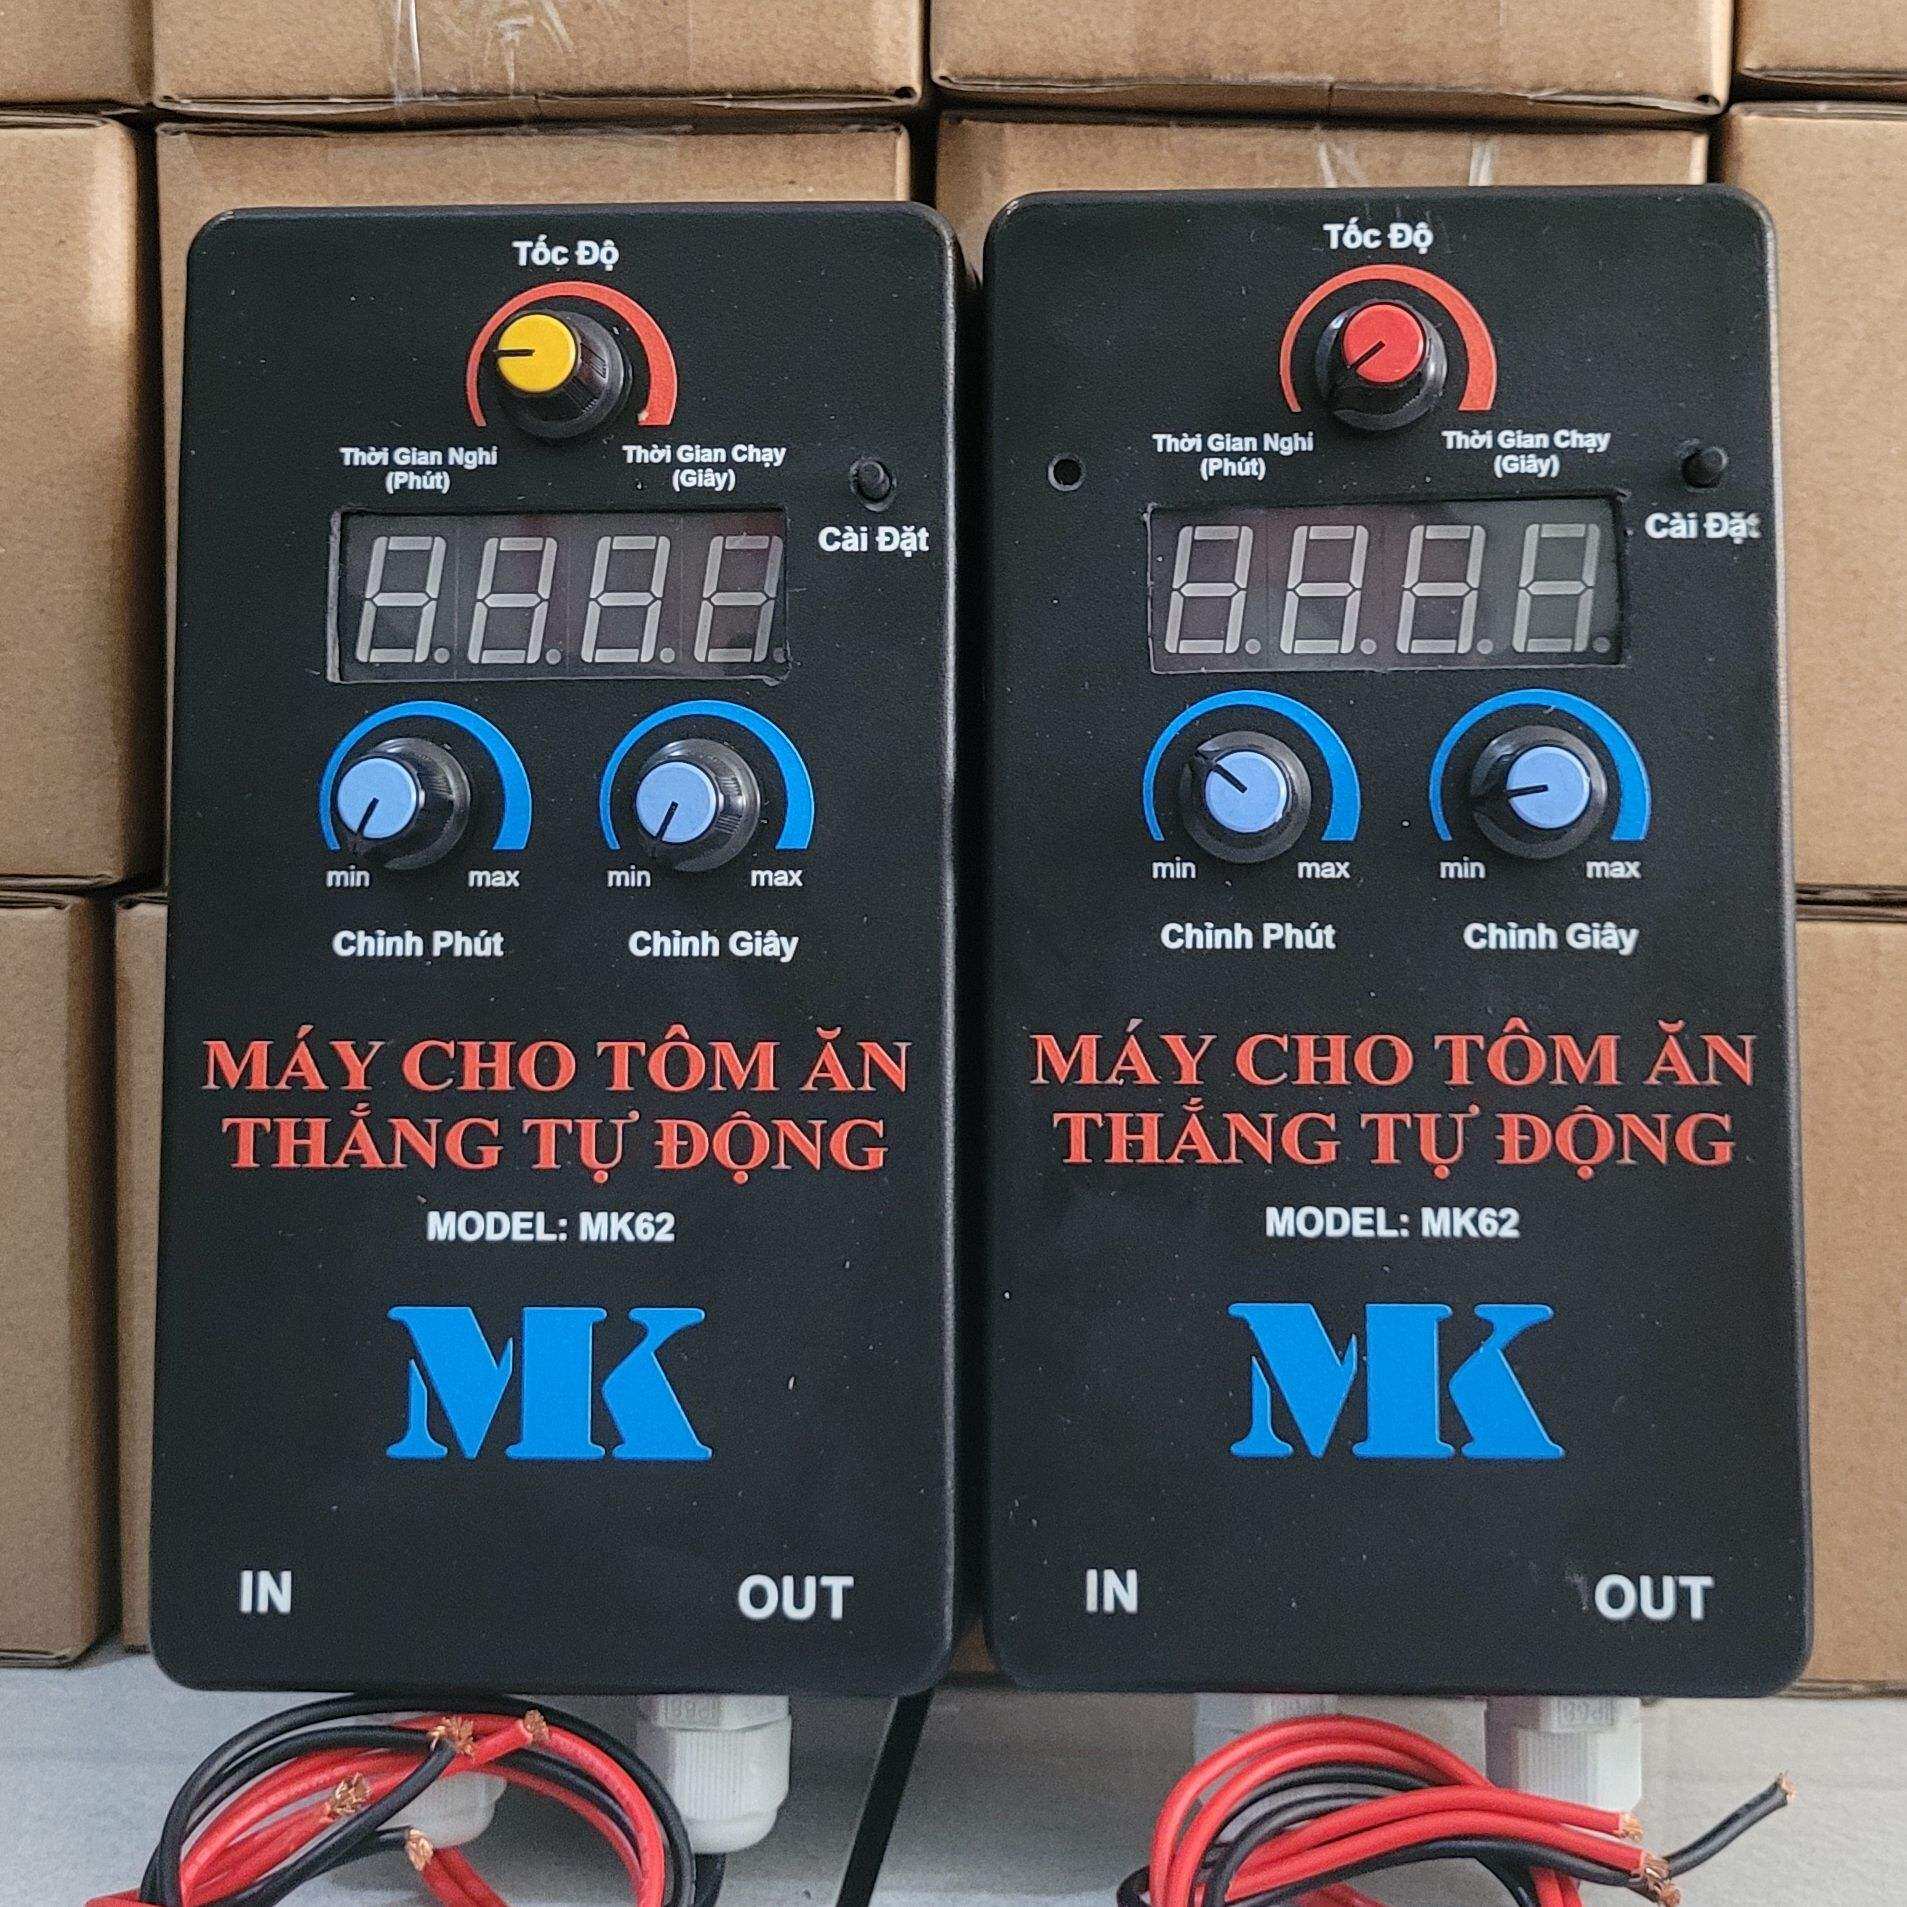 Tốc Độ
Thời Gian Nghỉ
(Phút)
Thời Gian Chạy
(Giây)
Cài Đặt
min
max
min
max
Chỉnh Phút
Chỉnh Giây
MÁY CHO TÔM ĂN
THẮNG TỰ ĐỘNG
MODEL: MK62
MK
IN
OUT
Tốc Độ
Thời Gian Nghỉ
(Phút)
Thời Gian Chạy
(Giây)
Cài Đặt
min
max
min
max
Chỉnh Phút
Chỉnh Giây
MÁY CHO TÔM ĂN
THẮNG TỰ ĐỘNG
MODEL: MK62
MK
IN
OUT